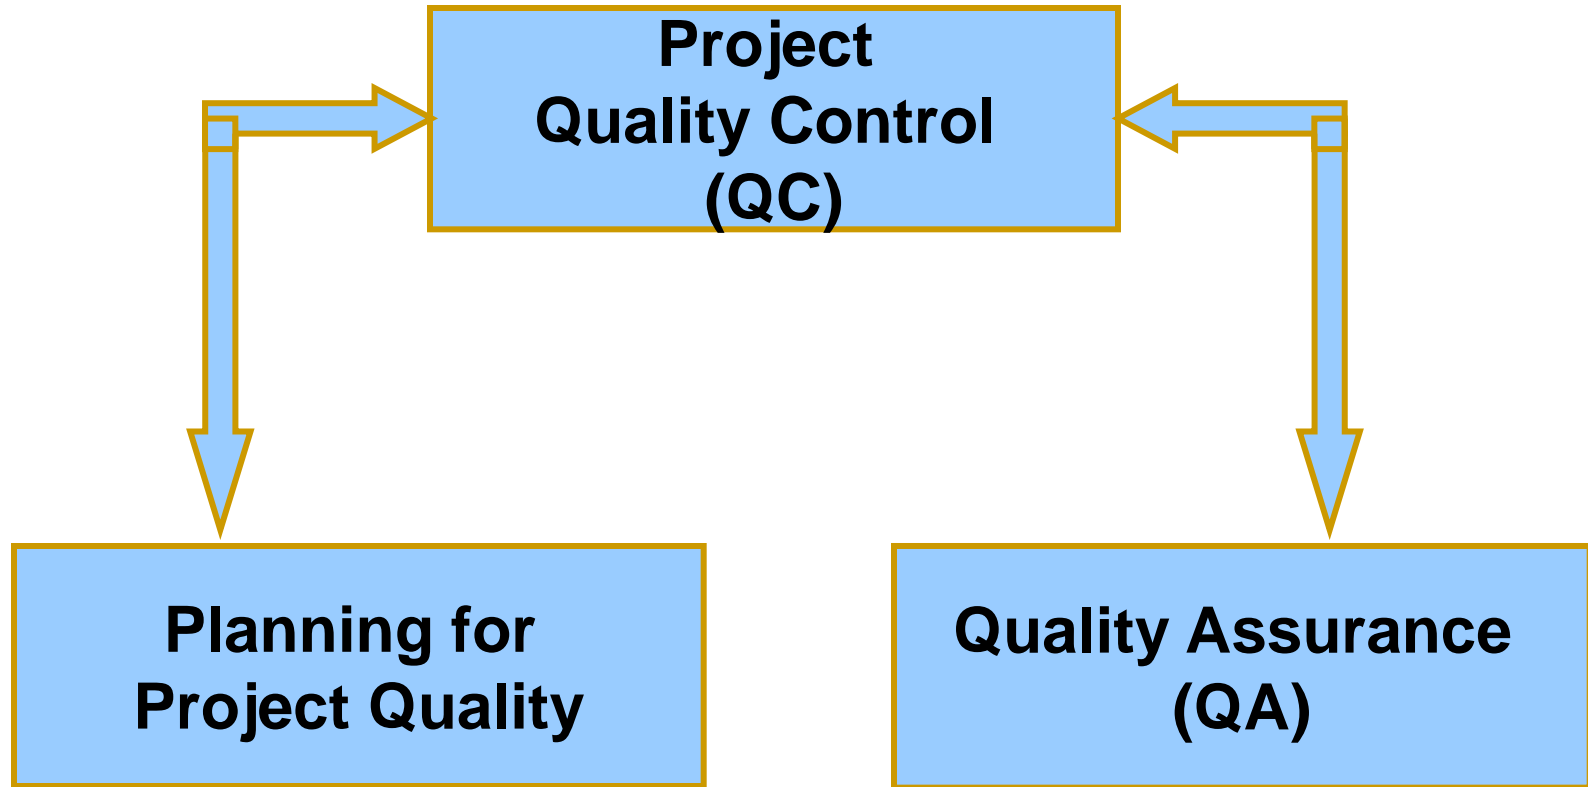 Project
Quality Control
(QC)
Planning for
Project Quality
Quality Assurance
(QA)